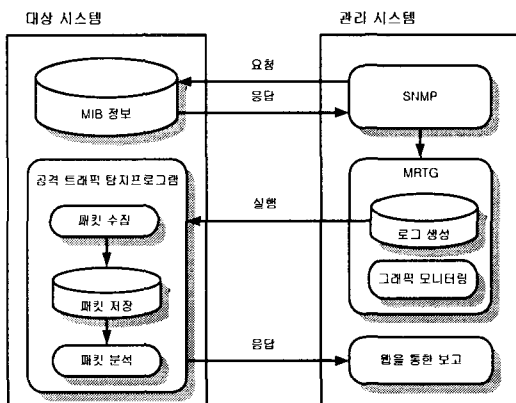 대상 시스템
관리 시스템
MIB 정보
요청
응답
SNMP
공격 트래픽 탐지프로그램
패킷 수집
패킷 저장
패킷 분석
실행
MRTG
로그 생성
그래픽 모니터링
응답
웹을 통한 보고